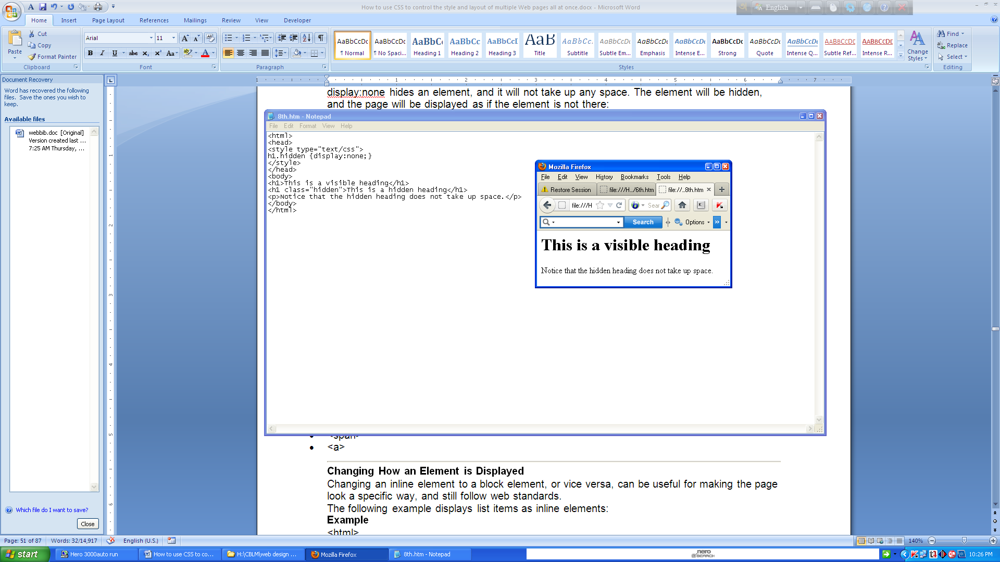 How to use CSS to control the style and layout of multiple Web pages all at once.docx - Microsoft Word
English
Home Insert Page Layout References Mailings Review View Developer
Paste
Cut
Copy
Format Painter
Clipboard
Arial 11
Font
Paragraph
AaBbCcDc AaBbCcDc AaBbC AaBbCc AaBbCcI AaB AaBbCc. AaBbCcDc AaBbCcDc AaBbCcDc AaBbCcDc AaBbCcDc AaBbCcDc AABBCCDE AABBCCDE
¶ Normal ¶ No Spaci... Heading 1 Heading 2 Heading 3 Title Subtitle Subtle Em... Emphasis Intense E... Strong Quote Intense Q... Subtle Ref... Intense R...
Change Styles
Styles
Find
Replace
Select
Editing
Document Recovery
Word has recovered the following
files. Save the ones you wish to
keep.
Available files
webbib.doc [Original]
Version created last ...
7:25 AM Thursday, ...
Which file do I want to save?
Close
1 1 2 3 4 5 6 7
1
2
3
4
5
6
display:none hides an element, and it will not take up any space. The element will be hidden,
and the page will be displayed as if the element is not there:
8th.htm - Notepad
File Edit Format View Help
<html>
<head>
<style type="text/css">
h1.hidden {display:none;}
</style>
</head>
<body>
<h1>This is a visible heading</h1>
<h1 class="hidden">This is a hidden heading</h1>
<p>Notice that the hidden heading does not take up space.</p>
</body>
</html>
Mozilla Firefox
File Edit View History Bookmarks Tools Help
Restore Session file:///H.../6th.htm file://...8th.htm
file:///H Sear
Search Options
This is a visible heading
Notice that the hidden heading does not take up space.
<span>
<a>
Changing How an Element is Displayed
Changing an inline element to a block element, or vice versa, can be useful for making the page
look a specific way, and still follow web standards.
The following example displays list items as inline elements:
Example
<html>
Page: 51 of 87 Words: 32/14,917 English (U.S.) 140%
start Hero 3000auto run How to use CSS to co... H:\CBLM\web design ... Mozilla Firefox 8th.htm - Notepad nero SEARCH 10:26 PM